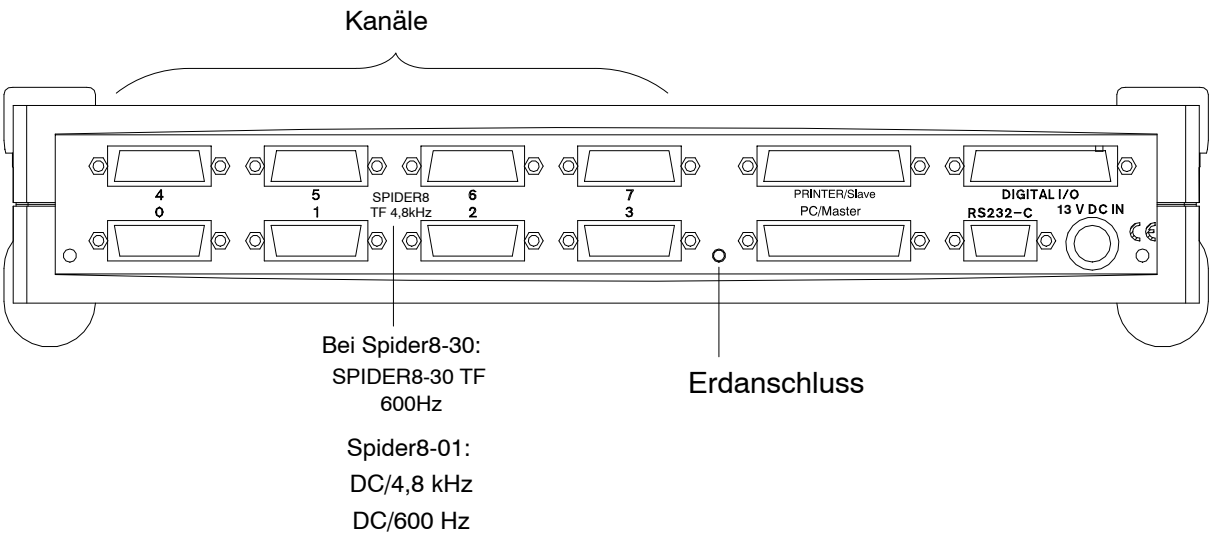 Kanäle
4 5 SPIDER8 6 7 PRINTER/Slave DIGITAL I/O
0 1 TF 4,8kHz 2 3 PC/Master RS232-C 13 V DC IN
CE
Bei Spider8-30:
SPIDER8-30 TF
600Hz
Erdanschluss
Spider8-01:
DC/4,8 kHz
DC/600 Hz